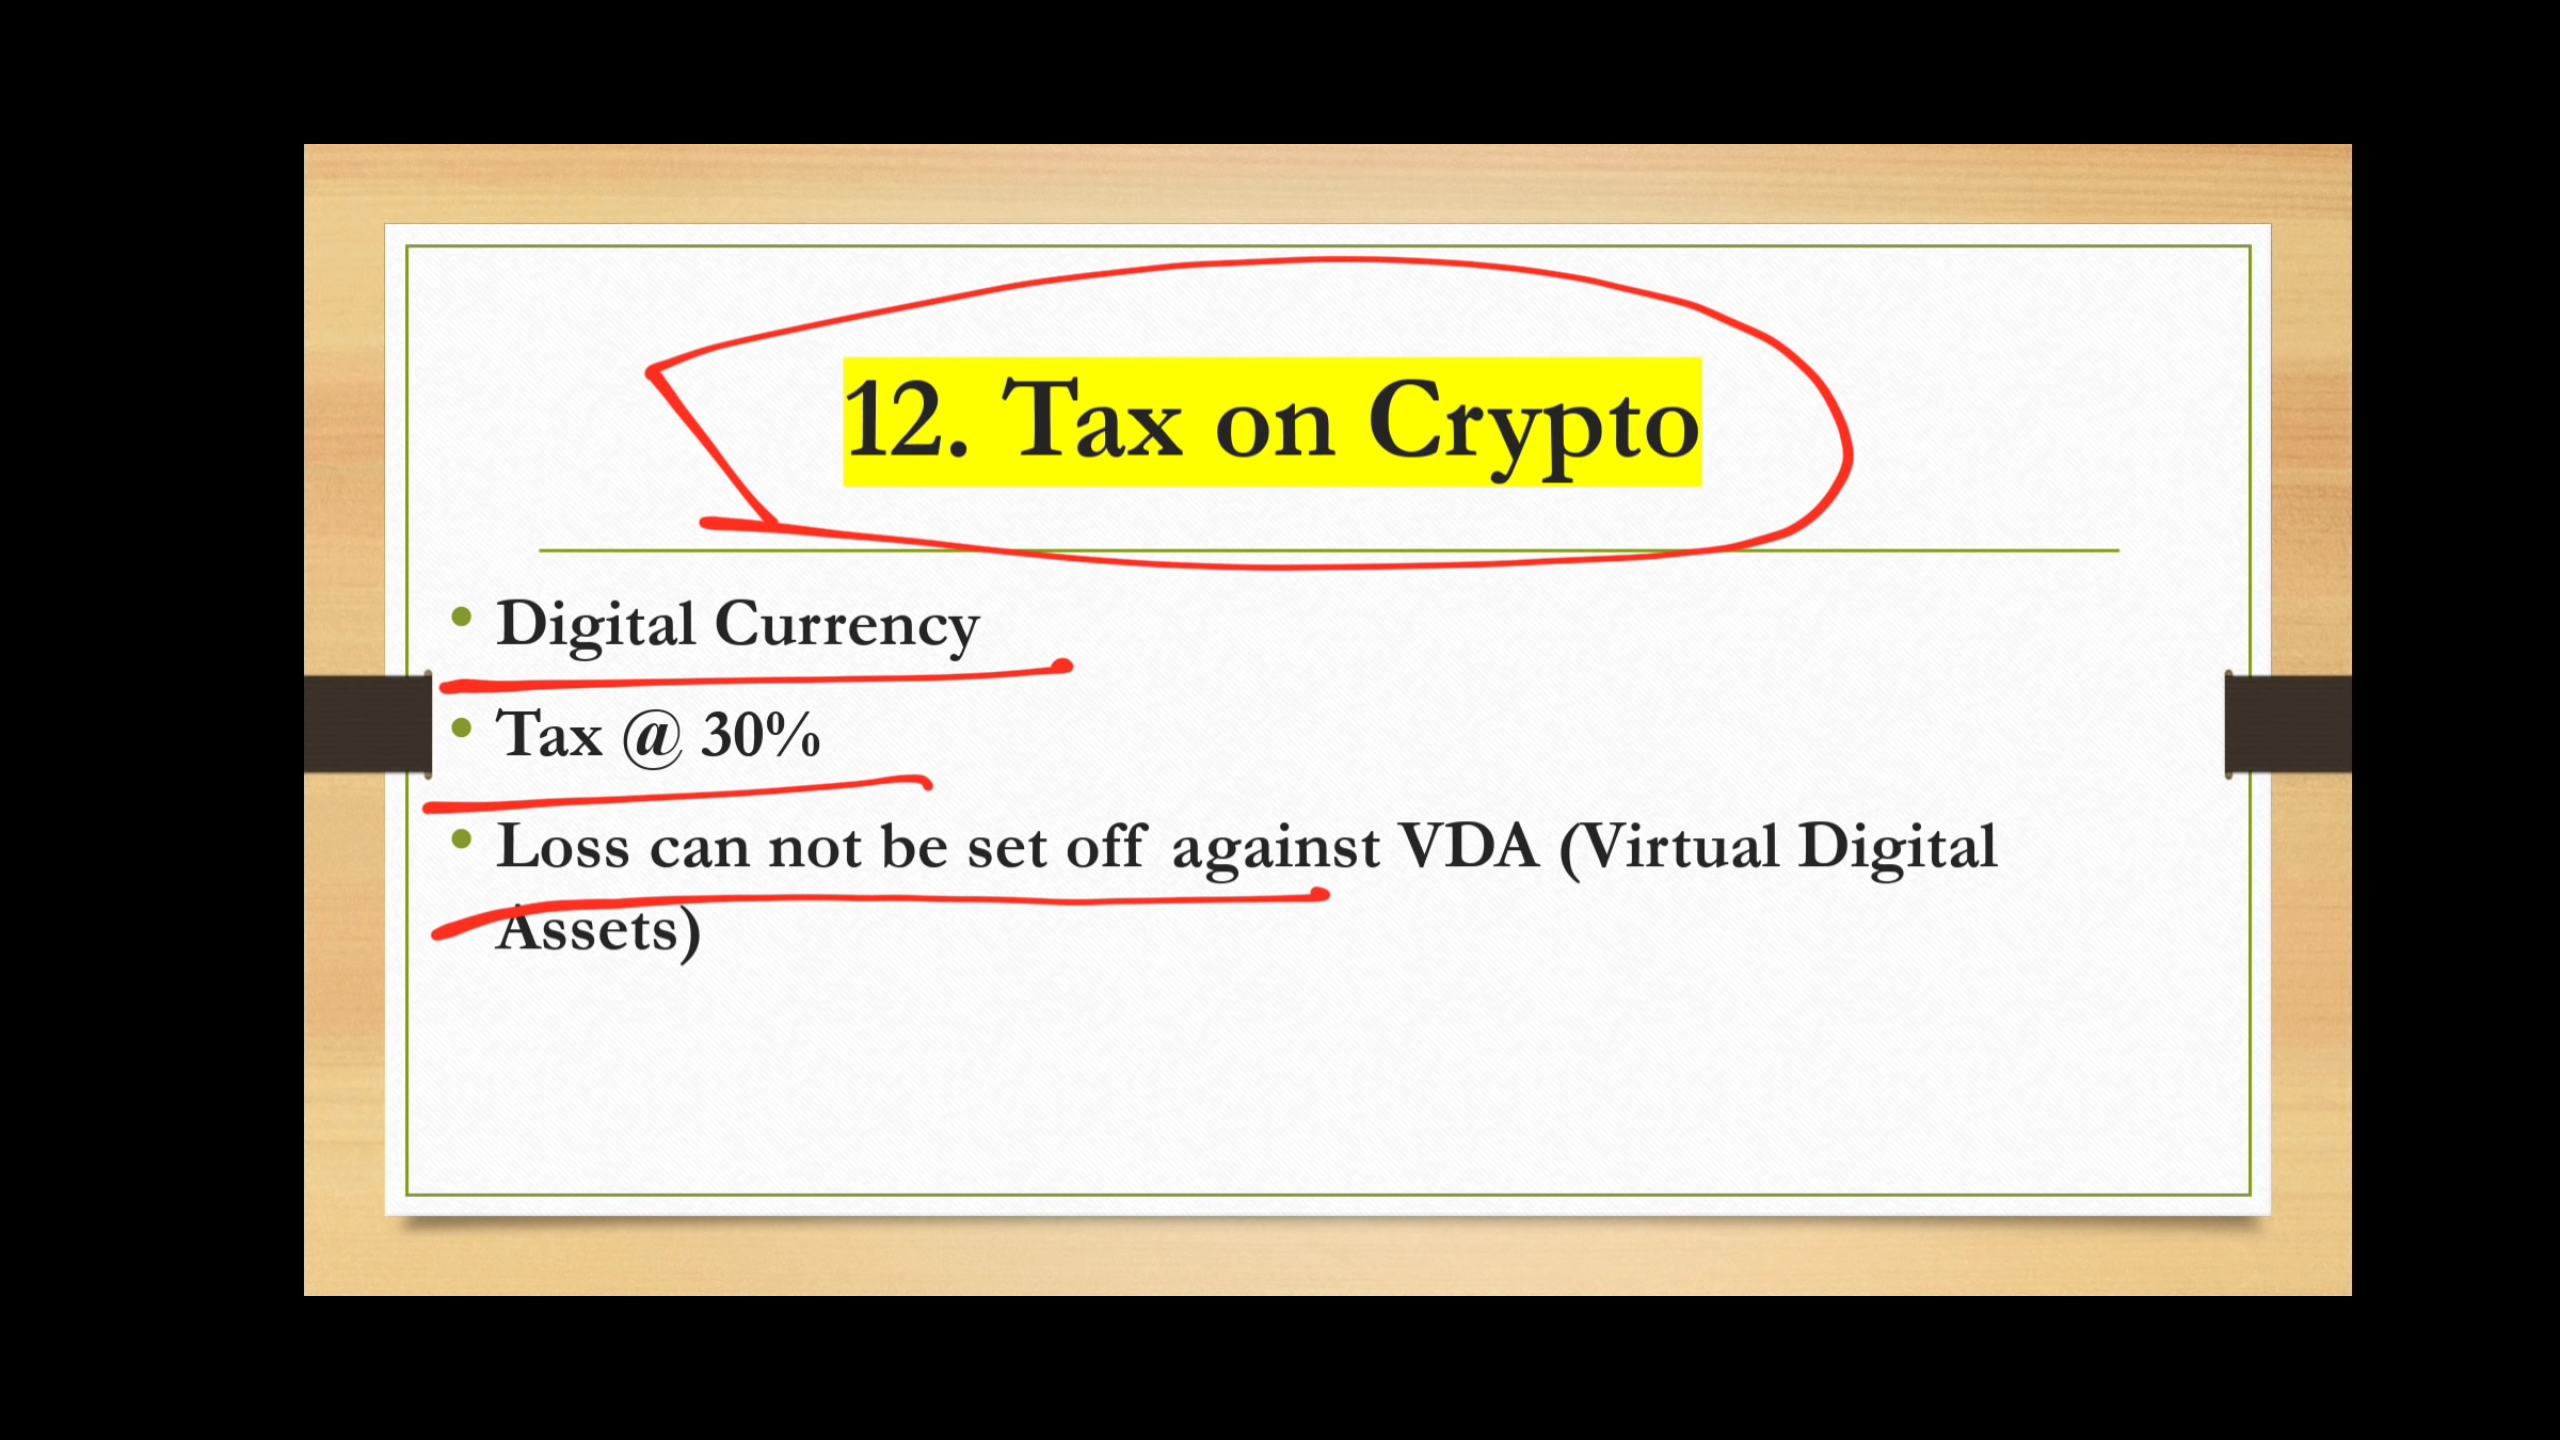 12. Tax on Crypto
• Digital Currency
• Tax @ 30%
• Loss can not be set off against VDA (Virtual Digital
Assets)